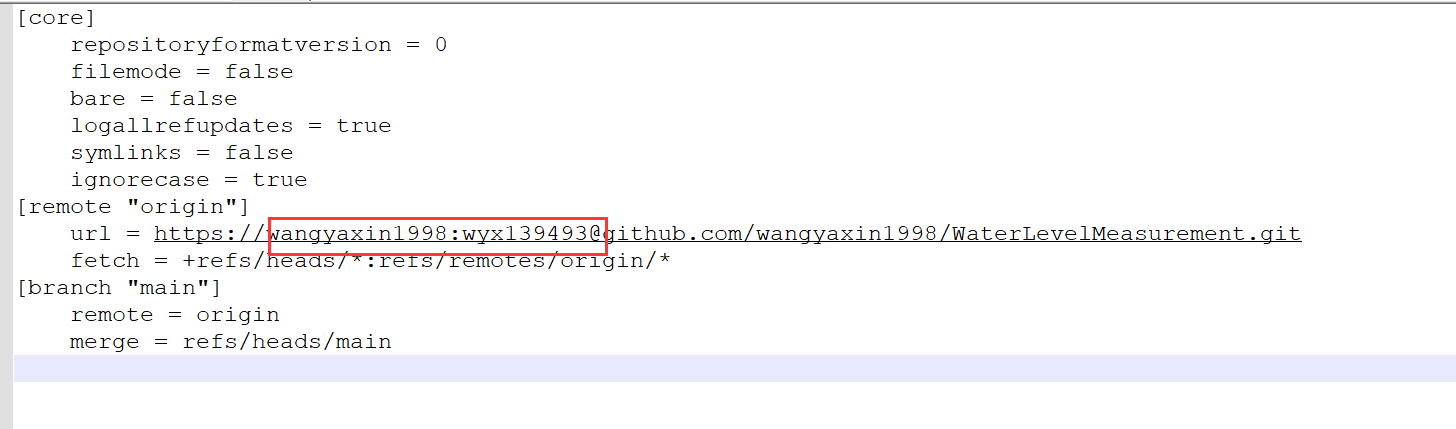 [core]
repositoryformatversion = 0
filemode = false
bare = false
logallrefupdates = true
symlinks = false
ignorecase = true
[remote "origin"]
url = https://wangyaxin1998:wyx139493@github.com/wangyaxin1998/WaterLevelMeasurement.git
fetch = +refs/heads/*:refs/remotes/origin/*
[branch "main"]
remote = origin
merge = refs/heads/main